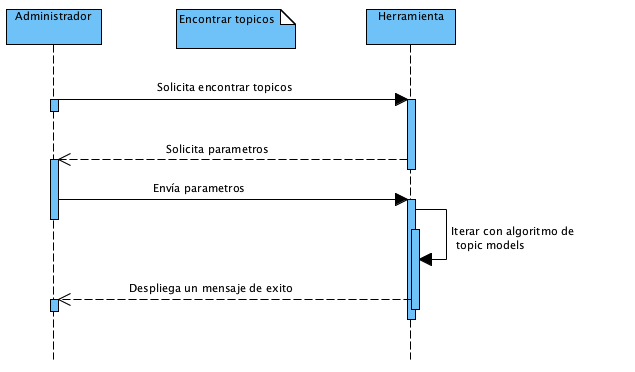 Administrador
Encontrar topicos
Herramienta
Solicita encontrar topicos
Solicita parametros
Envía parametros
Iterar con algoritmo de
topic models
Despliega un mensaje de exito